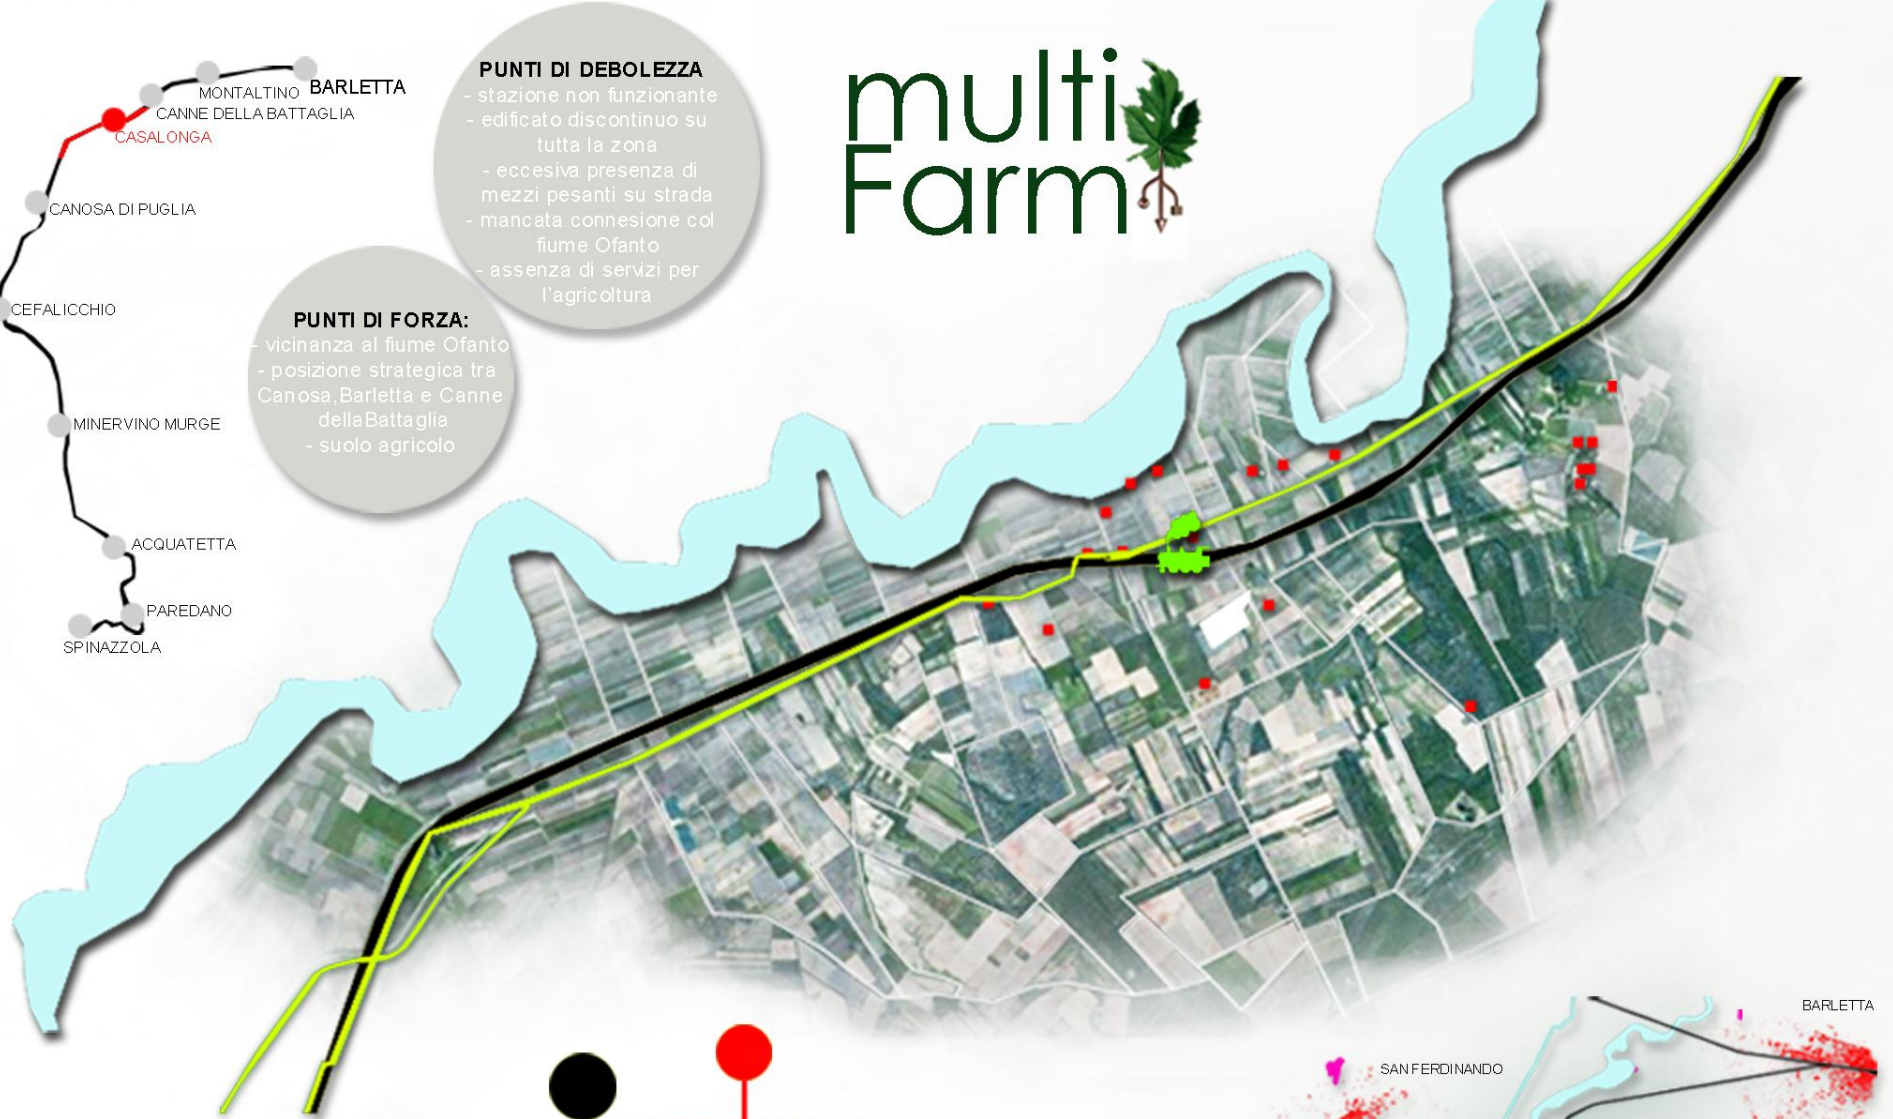 MONTALTINO
BARLETTA
CANNE DELLA BATTAGLIA
CASALONGA
CANOSA DI PUGLIA
CEFALICCHIO
MINERVINO MURGE
ACQUATETTA
PAREDANO
SPINAZZOLA
PUNTI DI DEBOLEZZA
- stazione non funzionante
- edificato discontinuo su
tutta la zona
- eccesiva presenza di
mezzi pesanti su strada
- mancata connesione col
fiume Ofanto
- assenza di servizi per
l'agricoltura
PUNTI DI FORZA:
- vicinanza al fiume Ofanto
- posizione strategica tra
Canosa,Barletta e Canne
dellaBattaglia
- suolo agricolo
multi
Farm
BARLETTA
SAN FERDINANDO